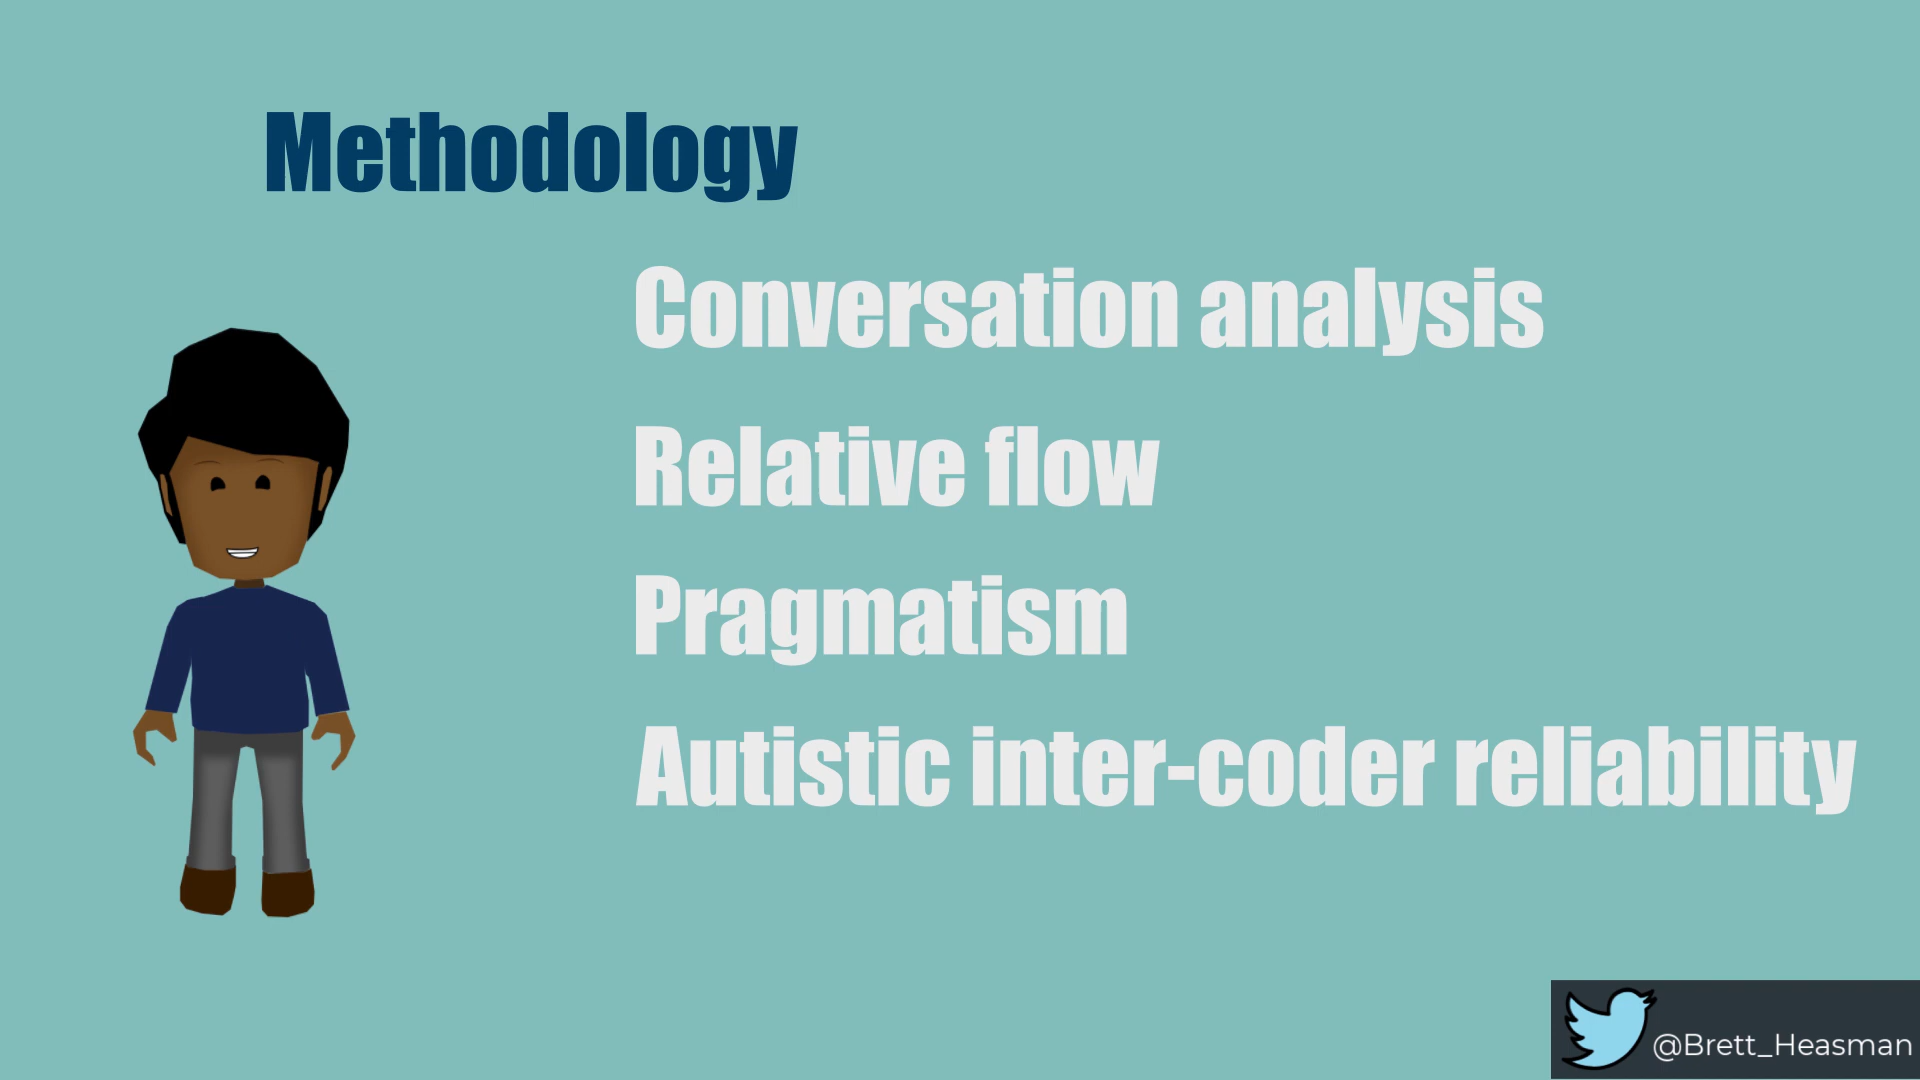 Methodology
Conversation analysis
Relative flow
Pragmatism
Autistic inter-coder reliability
@Brett_Heasman